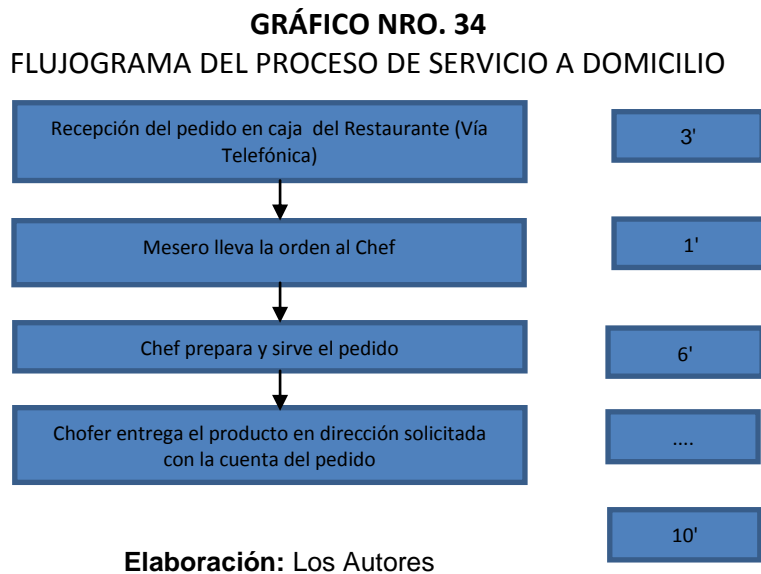 GRÁFICO NRO. 34
FLUJOGRAMA DEL PROCESO DE SERVICIO A DOMICILIO
Recepción del pedido en caja del Restaurante (Vía
Telefónica)
3'
Mesero lleva la orden al Chef
1'
Chef prepara y sirve el pedido
6'
Chofer entrega el producto en dirección solicitada
con la cuenta del pedido
....
10'
Elaboración: Los Autores